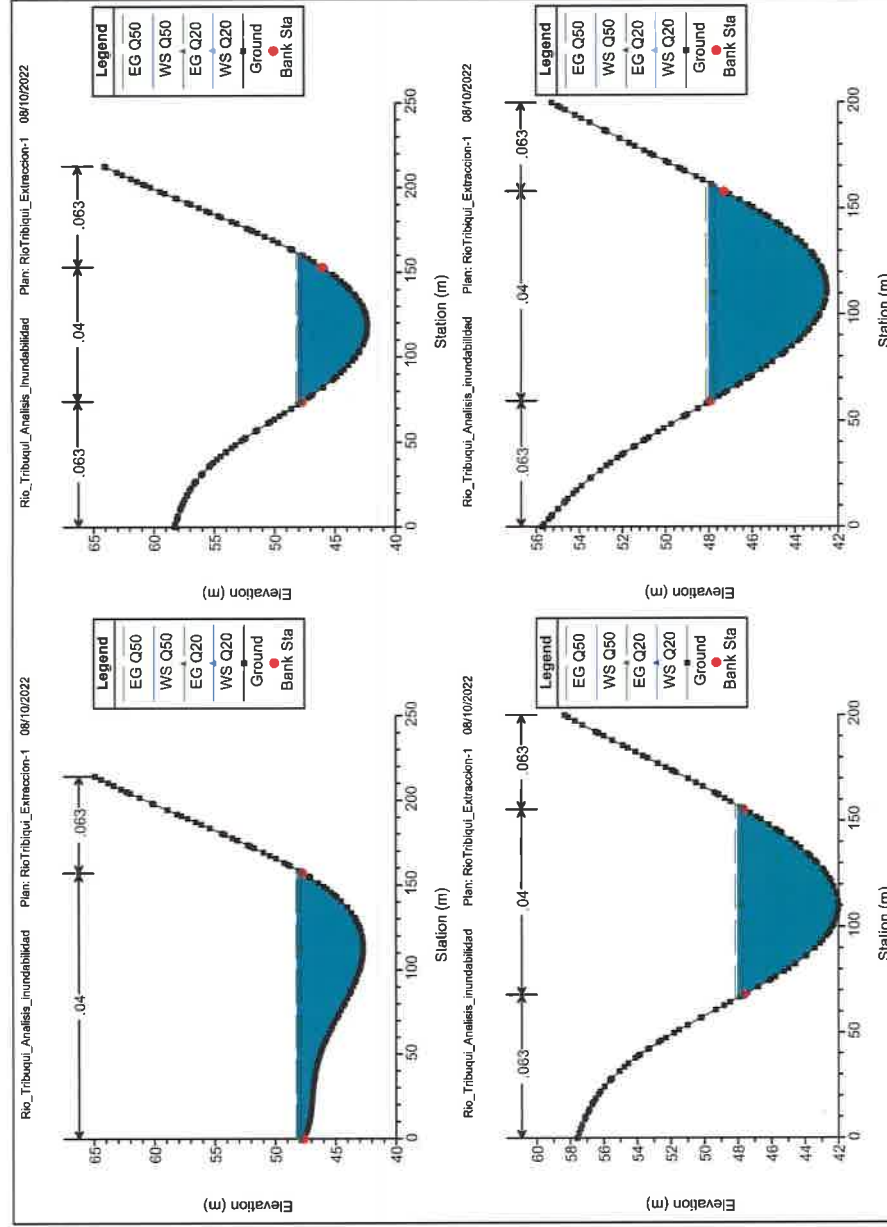 Rio_Tribuqui_Analisis_inundabilidad Plan: RioTribiqui_Extraccion-1 08/10/2022
.04
.063
Legend
EG Q50
WS Q50
EG Q20
WS Q20
Ground
Bank Sta
65
60
55
50
45
40
Elevation (m)
0 50 100 150 200 250
Station (m)
Rio_Tribuqui_Analisis_inundabilidad Plan: RioTribiqui_Extraccion-1 08/10/2022
.063
.04
.063
Legend
EG Q50
WS Q50
EG Q20
WS Q20
Ground
Bank Sta
65
60
55
50
45
40
Elevation (m)
0 50 100 150 200 250
Station (m)
Rio_Tribuqui_Analisis_inundabilidad Plan: RioTribiqui_Extraccion-1 08/10/2022
.063
.04
.063
Legend
EG Q50
WS Q50
EG Q20
WS Q20
Ground
Bank Sta
60
58
56
54
52
50
48
46
44
42
Elevation (m)
0 50 100 150 200
Station (m)
Rio_Tribuqui_Analisis_inundabilidad Plan: RioTribiqui_Extraccion-1 08/10/2022
.063
.04
.063
Legend
EG Q50
WS Q50
EG Q20
WS Q20
Ground
Bank Sta
56
54
52
50
48
46
44
42
Elevation (m)
0 50 100 150 200
Station (m)